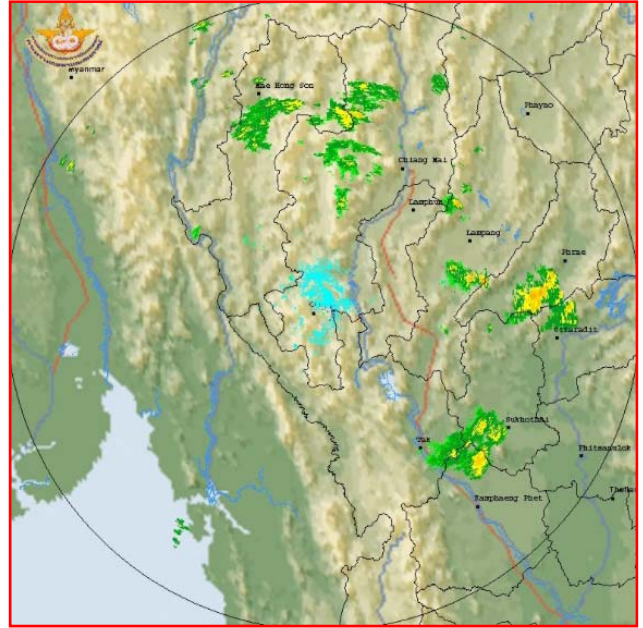 Myanmar
Mae Hong Son
Phayao
Chiang Mai
Lamphun
Lampang
Phrae
Uttaradit
Sukhothai
Tak
Phitsanulok
Kamphaeng Phet